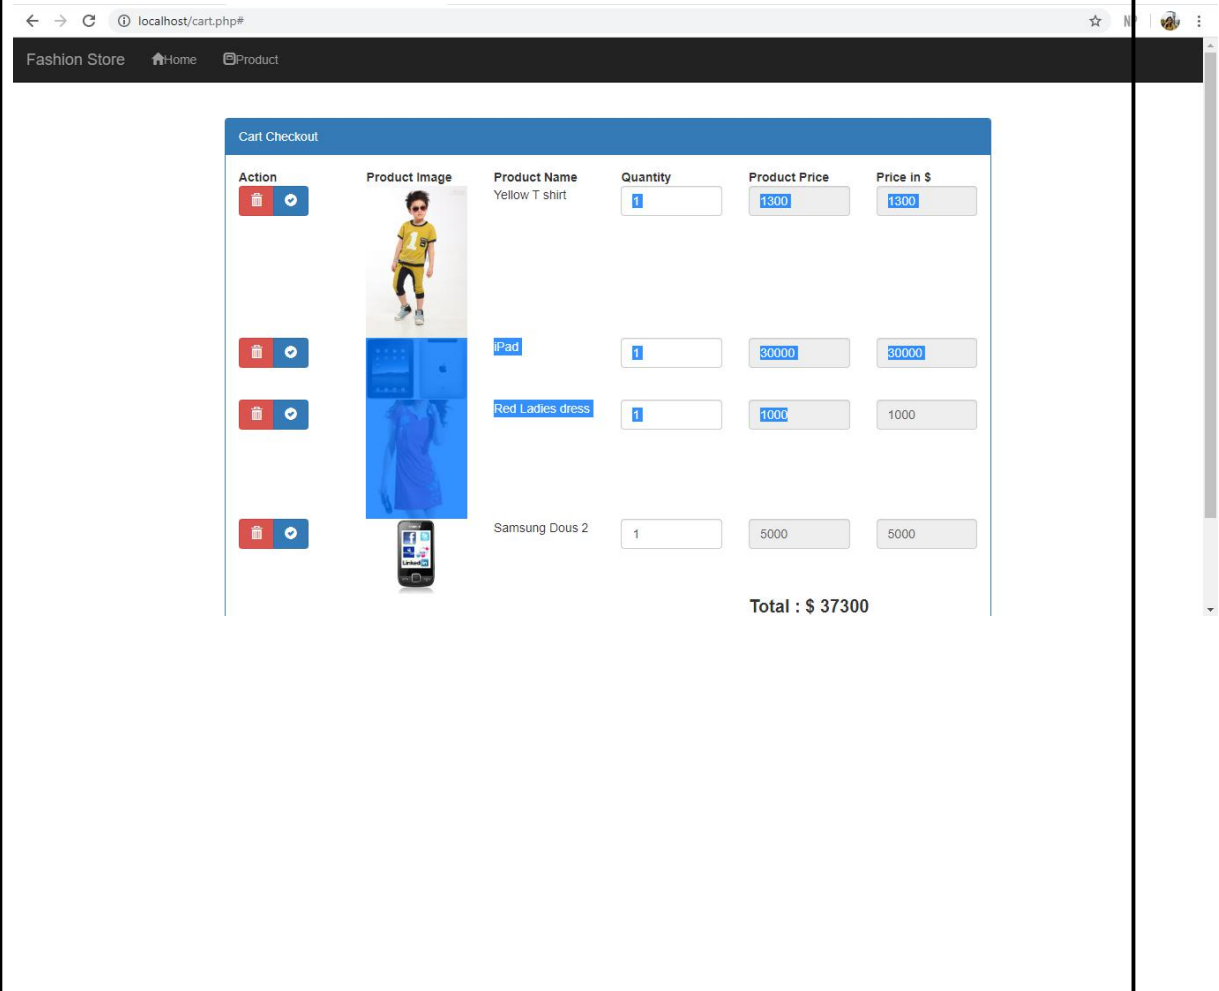 localhost/cart.php#
Fashion Store Home Product
Cart Checkout
Action Product Image Product Name Quantity Product Price Price in $
Yellow T shirt 1 1300 1300
iPad 1 30000 30000
Red Ladies dress 1 1000 1000
Samsung Dous 2 1 5000 5000
LinkedIn
Total : $ 37300